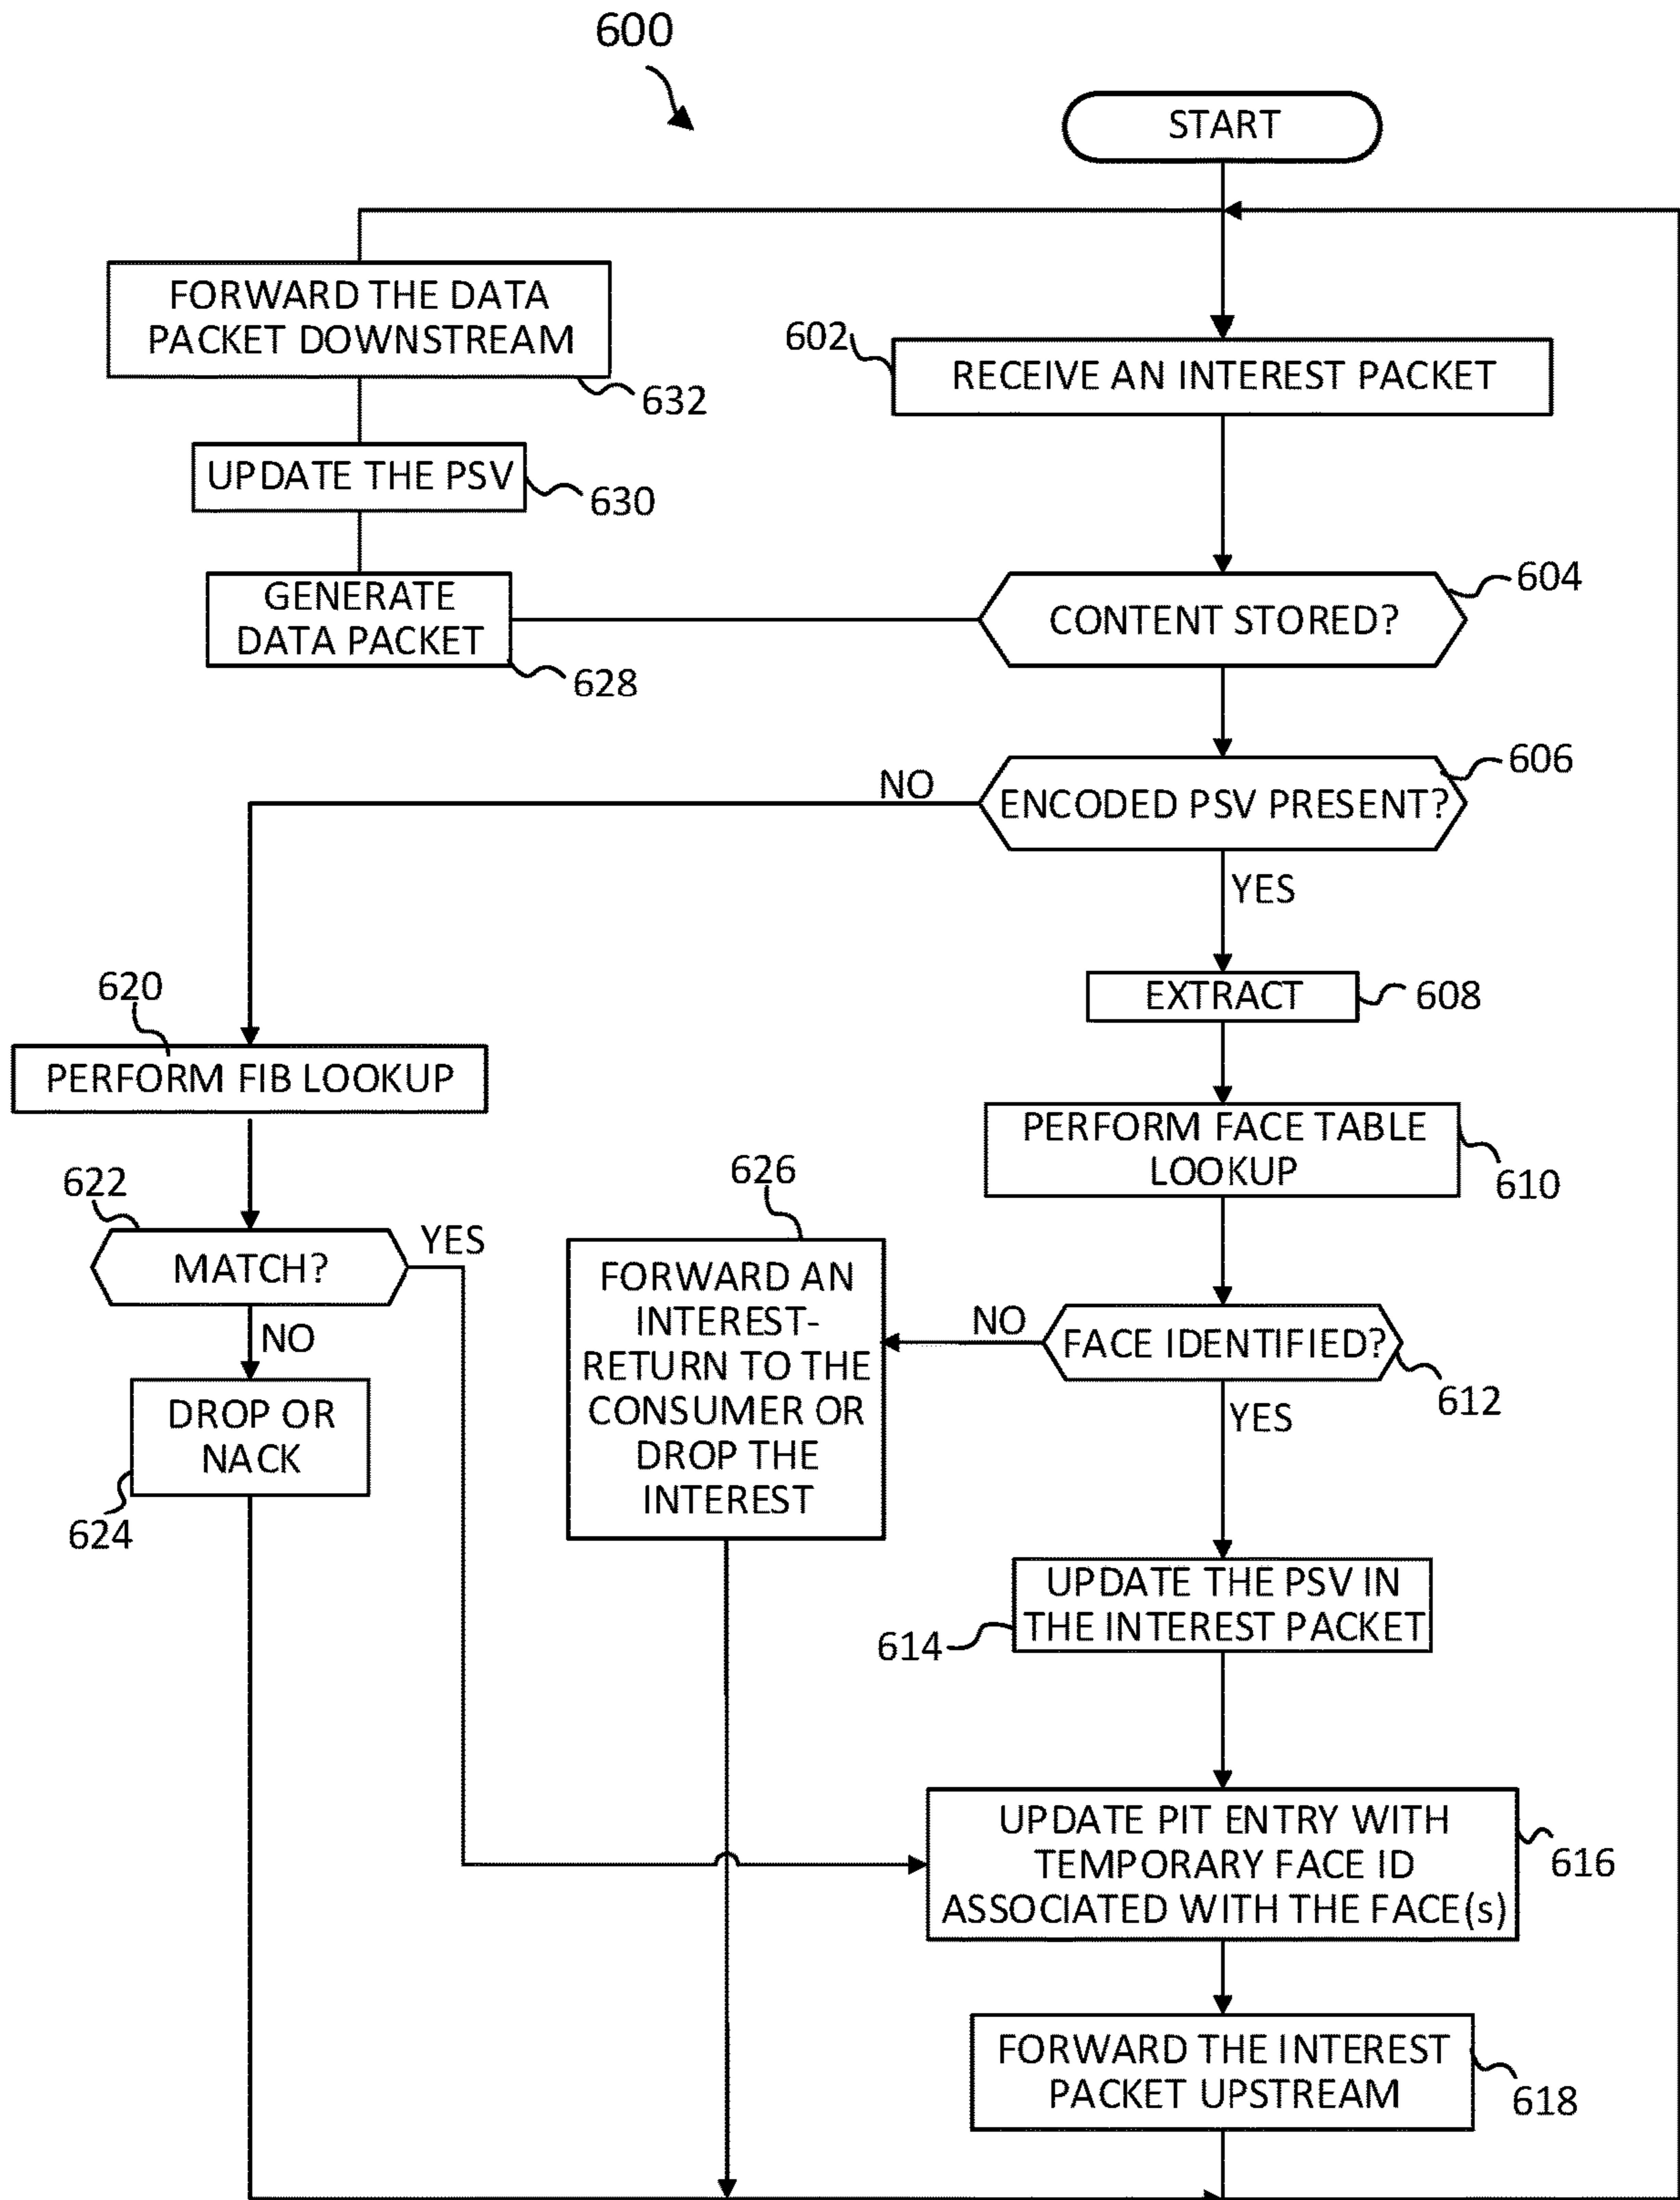 600
START
FORWARD THE DATA
PACKET DOWNSTREAM
632
602
RECEIVE AN INTEREST PACKET
UPDATE THE PSV
630
GENERATE
DATA PACKET
628
CONTENT STORED?
604
NO
ENCODED PSV PRESENT?
606
YES
EXTRACT
608
620
PERFORM FIB LOOKUP
PERFORM FACE TABLE
LOOKUP
610
622
MATCH?
YES
NO
DROP OR
NACK
624
626
FORWARD AN
INTEREST-
RETURN TO THE
CONSUMER OR
DROP THE
INTEREST
NO
FACE IDENTIFIED?
612
YES
UPDATE THE PSV IN
THE INTEREST PACKET
614
UPDATE PIT ENTRY WITH
TEMPORARY FACE ID
ASSOCIATED WITH THE FACE(s)
616
FORWARD THE INTEREST
PACKET UPSTREAM
618